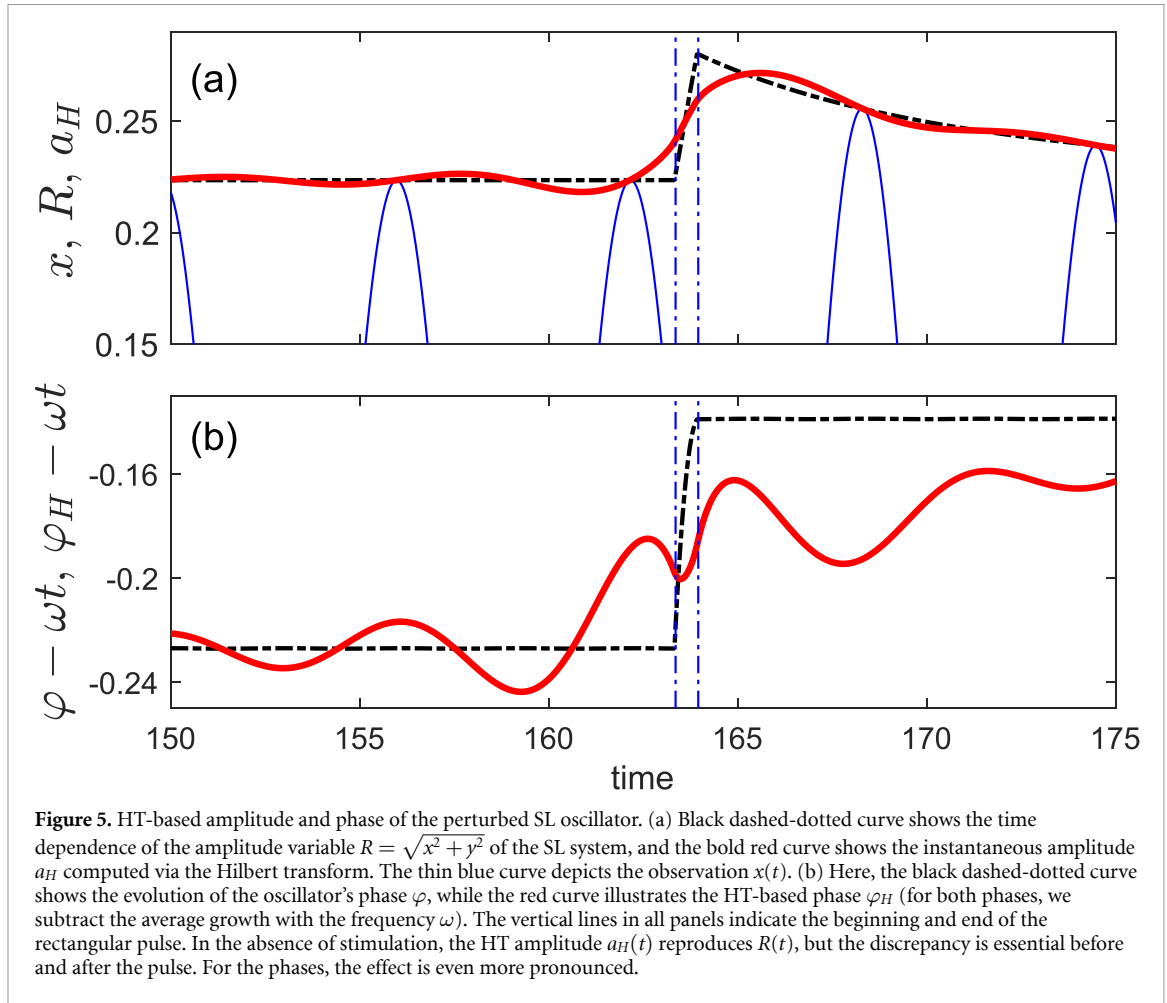 (a)
0.25
0.2
0.15
x, R, a_H
(b)
-0.16
-0.2
-0.24
φ − ωt, φ_H − ωt
150 155 160 165 170 175
time
Figure 5. HT-based amplitude and phase of the perturbed SL oscillator. (a) Black dashed-dotted curve shows the time
dependence of the amplitude variable R = √(x² + y²) of the SL system, and the bold red curve shows the instantaneous amplitude
a_H computed via the Hilbert transform. The thin blue curve depicts the observation x(t). (b) Here, the black dashed-dotted curve
shows the evolution of the oscillator's phase φ, while the red curve illustrates the HT-based phase φ_H (for both phases, we
subtract the average growth with the frequency ω). The vertical lines in all panels indicate the beginning and end of the
rectangular pulse. In the absence of stimulation, the HT amplitude a_H(t) reproduces R(t), but the discrepancy is essential before
and after the pulse. For the phases, the effect is even more pronounced.